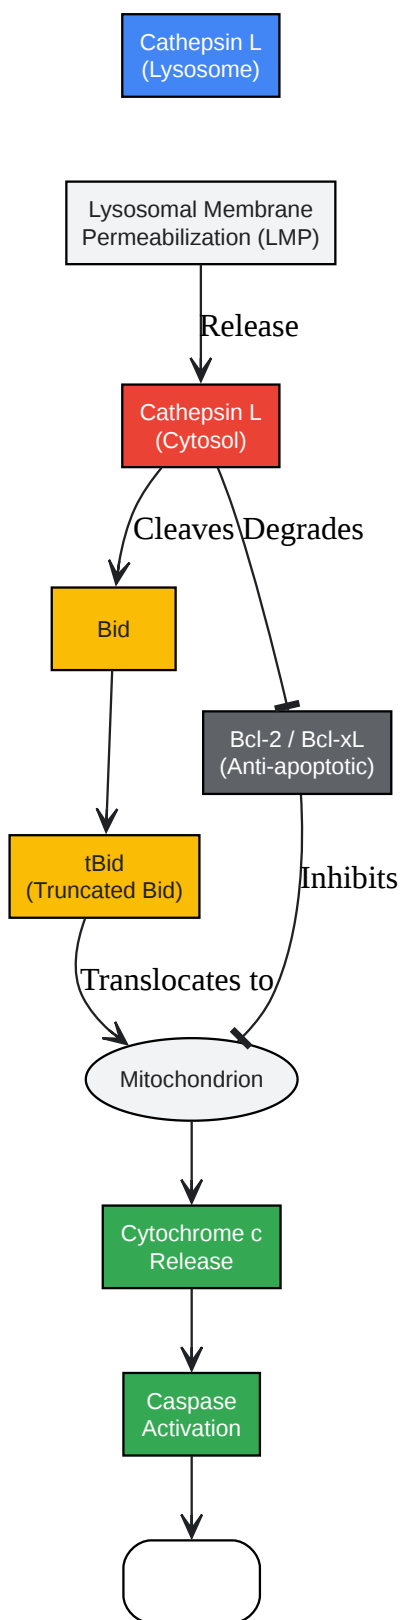 Cathepsin L
(Lysosome)
Lysosomal Membrane
Permeabilization (LMP)
Release
Cathepsin L
(Cytosol)
Cleaves
Degrades
Bid
Bcl-2 / Bcl-xL
(Anti-apoptotic)
tBid
(Truncated Bid)
Inhibits
Translocates to
Mitochondrion
Cytochrome c
Release
Caspase
Activation